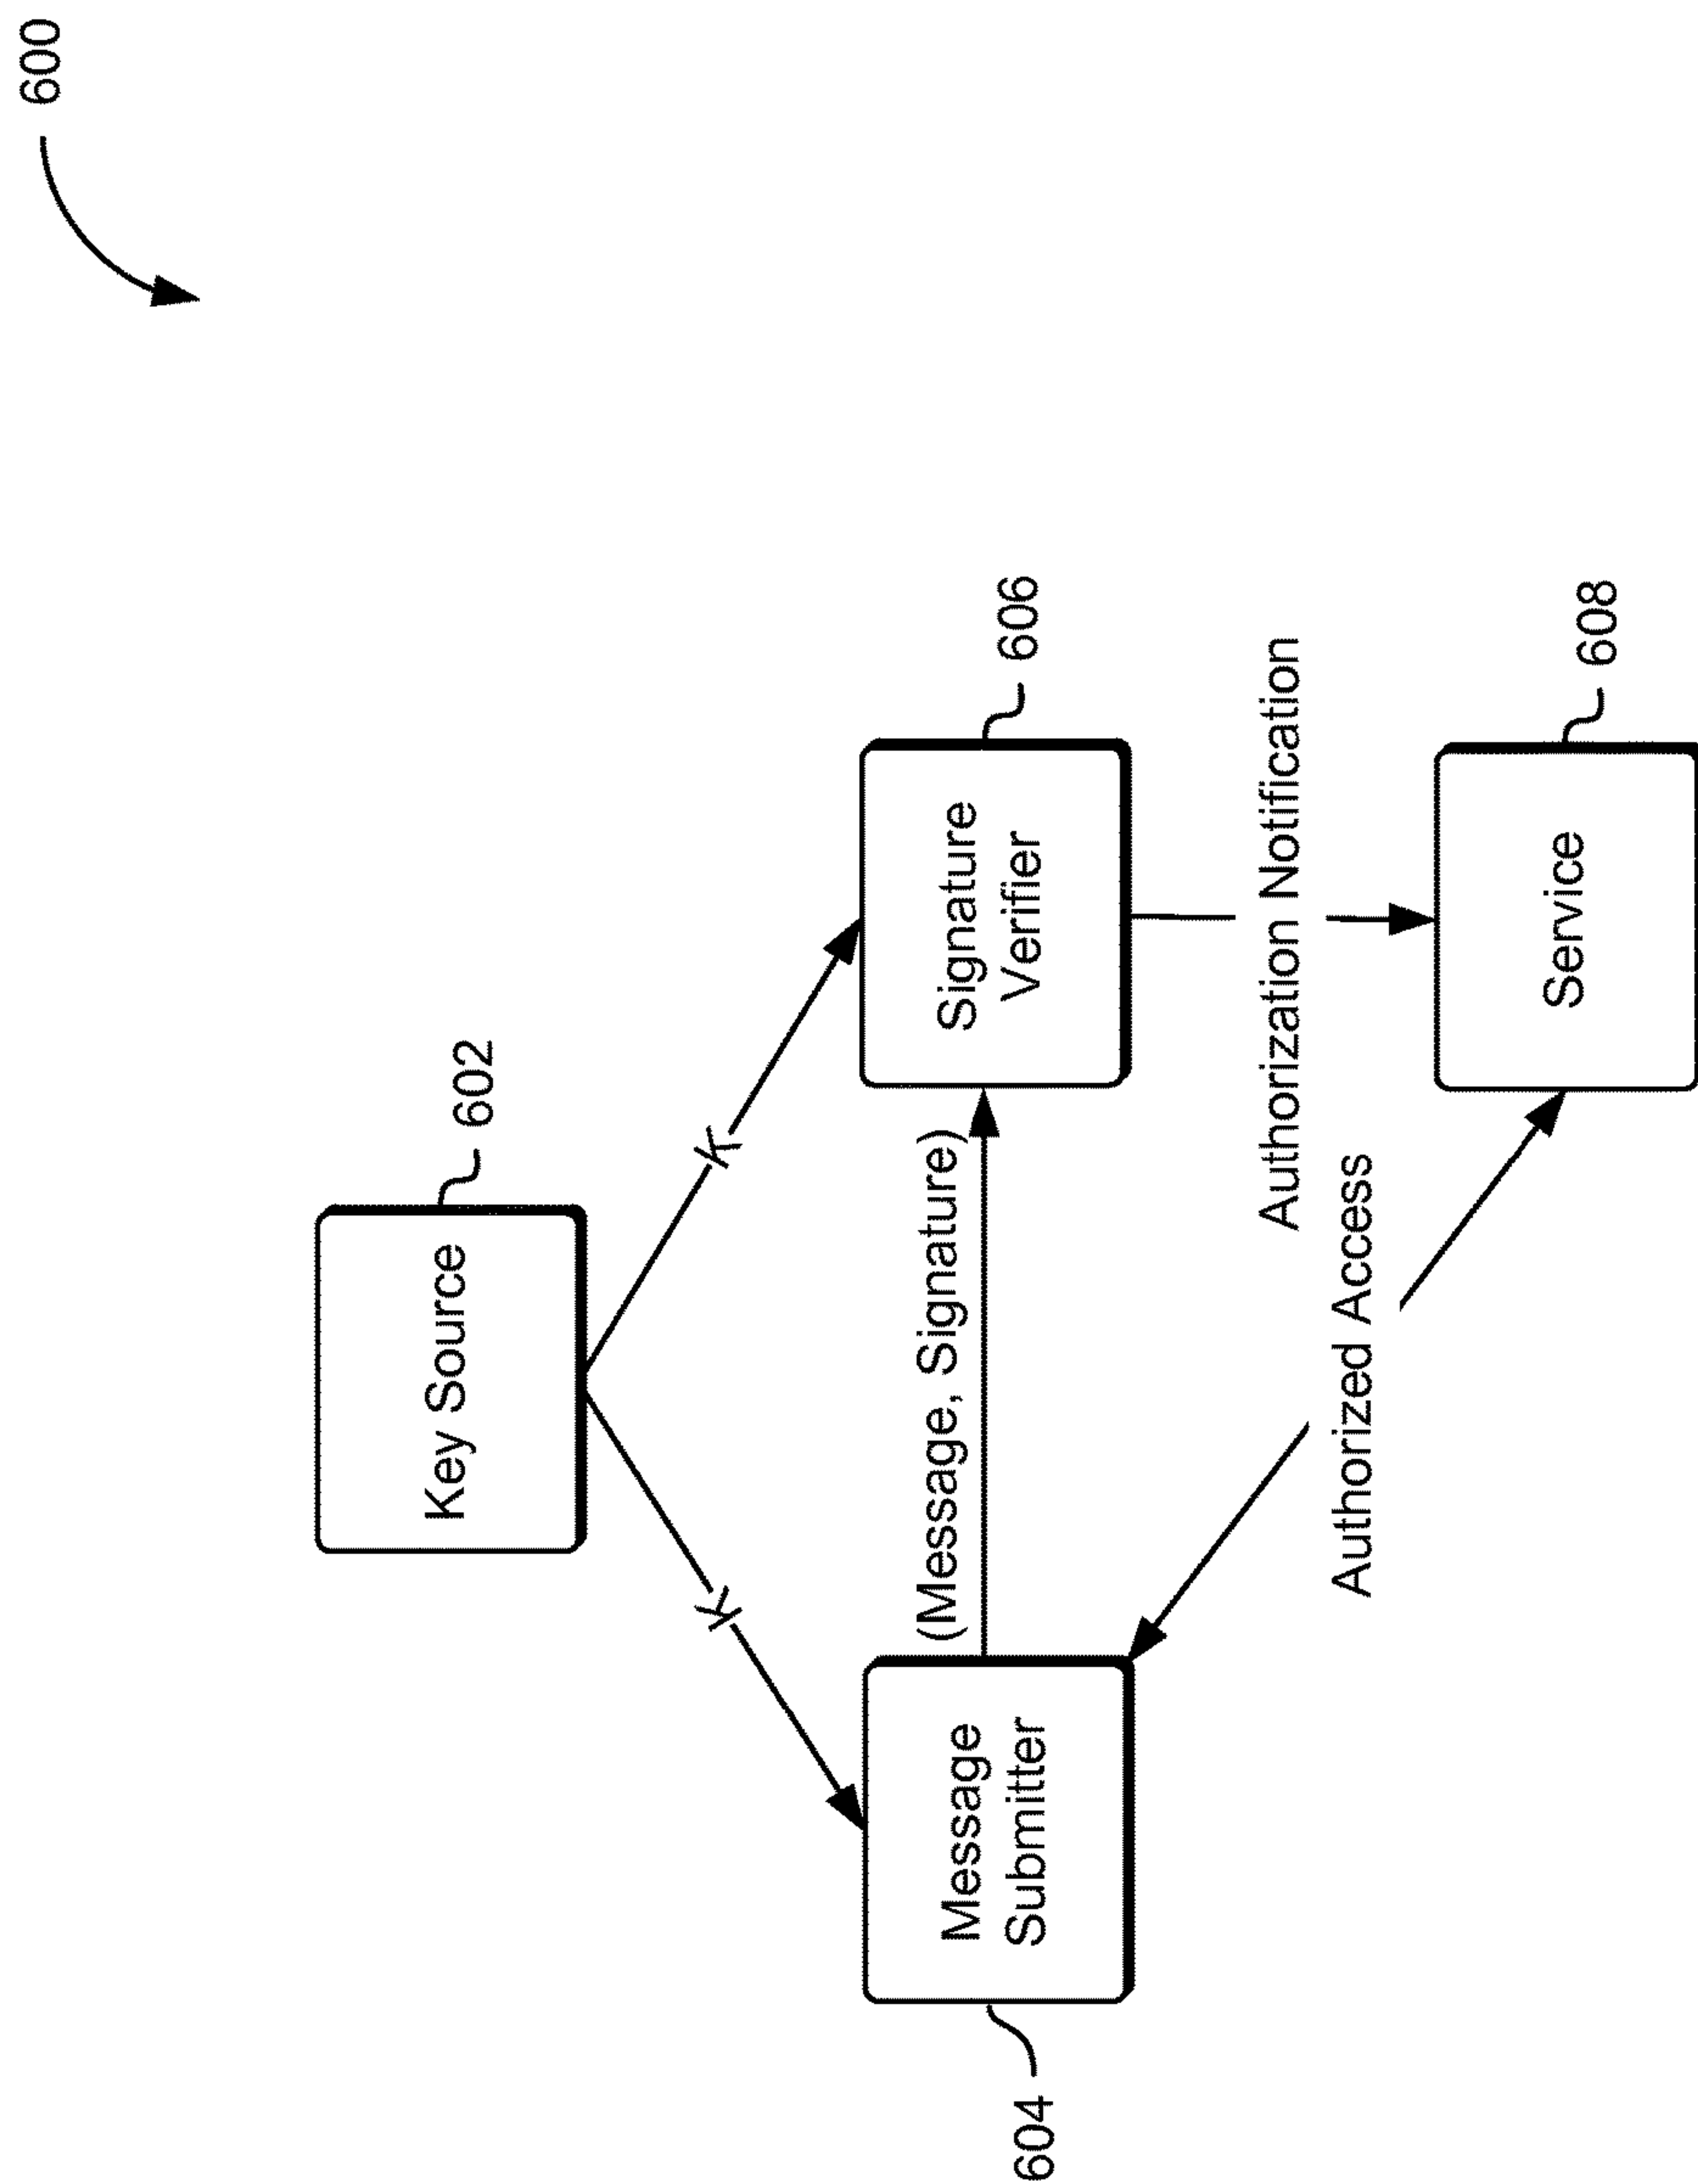 600
Key Source
602
K
K
(Message, Signature)
Message
Submitter
604
Signature
Verifier
606
Authorization Notification
Authorized Access
Service
608